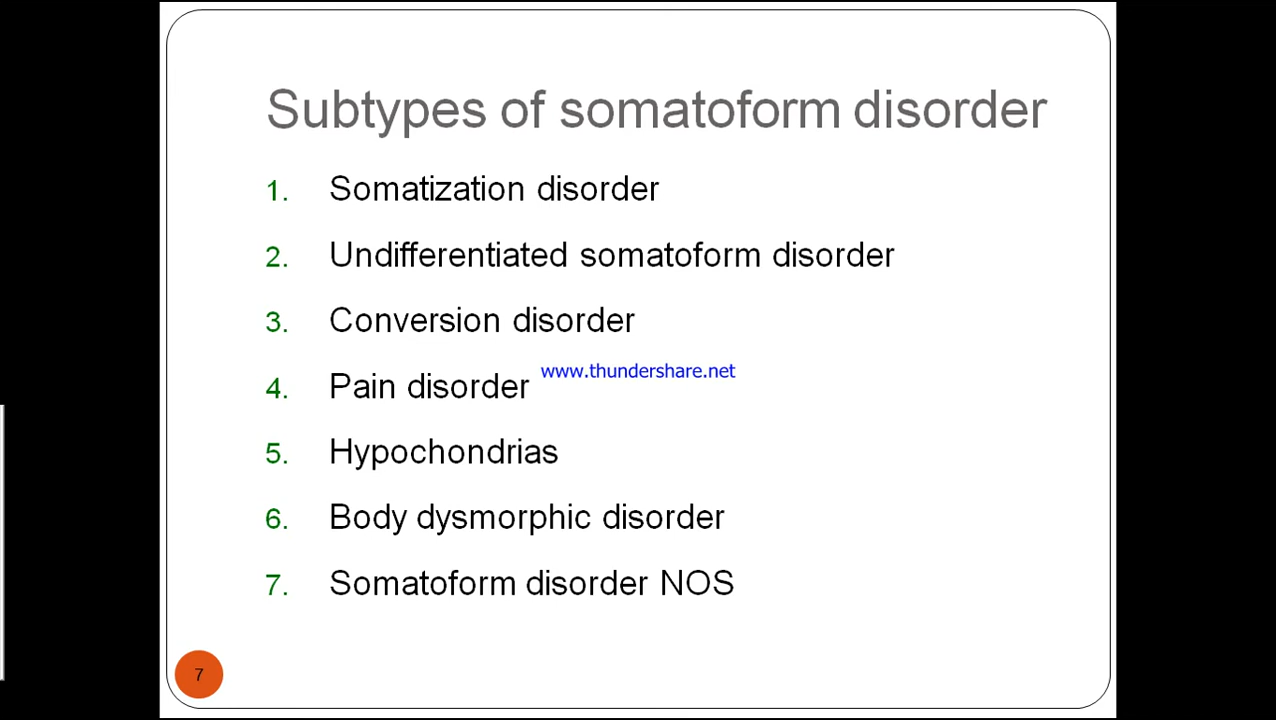 Subtypes of somatoform disorder
1. Somatization disorder
2. Undifferentiated somatoform disorder
3. Conversion disorder
www.thundershare.net
4. Pain disorder
5. Hypochondrias
6. Body dysmorphic disorder
7. Somatoform disorder NOS
7